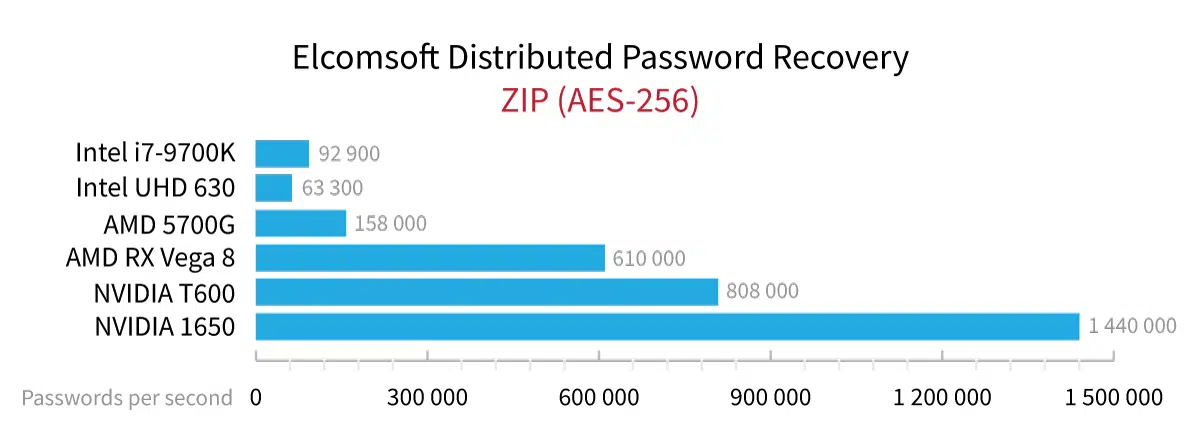 Elcomsoft Distributed Password Recovery
ZIP (AES-256)
Intel i7-9700K 92 900
Intel UHD 630 63 300
AMD 5700G 158 000
AMD RX Vega 8 610 000
NVIDIA T600 808 000
NVIDIA 1650 1 440 000
Passwords per second 0 300 000 600 000 900 000 1 200 000 1 500 000